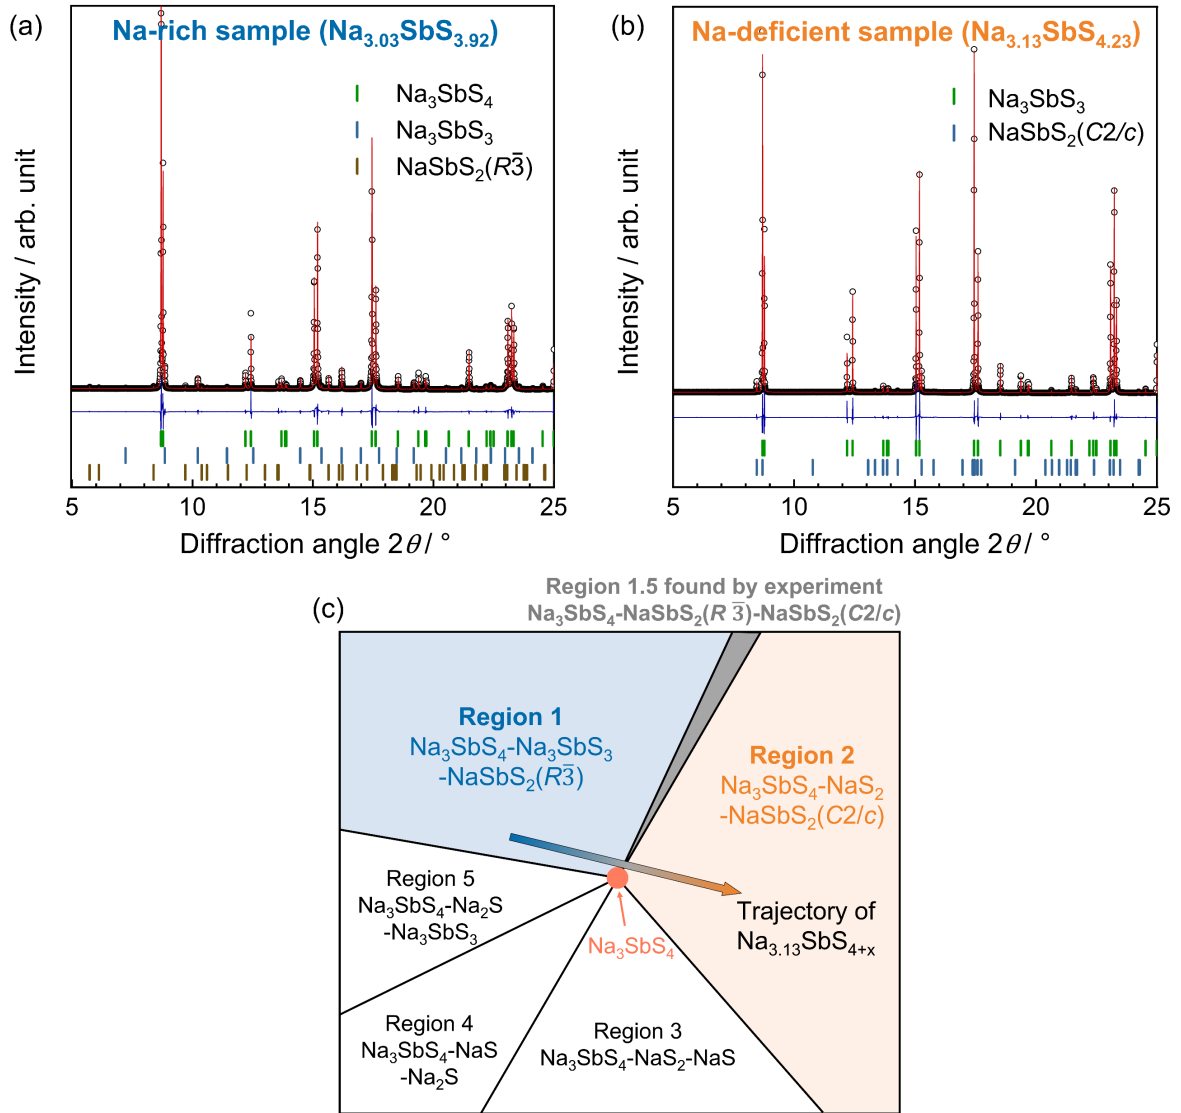 (a)
Na-rich sample (Na3.03SbS3.92)
Na3SbS4
Na3SbS3
NaSbS2(R3̅)
Intensity / arb. unit
5 10 15 20 25
Diffraction angle 2θ / °
(b)
Na-deficient sample (Na3.13SbS4.23)
Na3SbS3
NaSbS2(C2/c)
Intensity / arb. unit
5 10 15 20 25
Diffraction angle 2θ / °
(c)
Region 1.5 found by experiment
Na3SbS4-NaSbS2(R 3̅)-NaSbS2(C2/c)
Region 1
Na3SbS4-Na3SbS3
-NaSbS2(R3̅)
Region 2
Na3SbS4-NaS2
-NaSbS2(C2/c)
Region 5
Na3SbS4-Na2S
-Na3SbS3
Na3SbS4
Trajectory of
Na3.13SbS4+x
Region 4
Na3SbS4-NaS
-Na2S
Region 3
Na3SbS4-NaS2-NaS